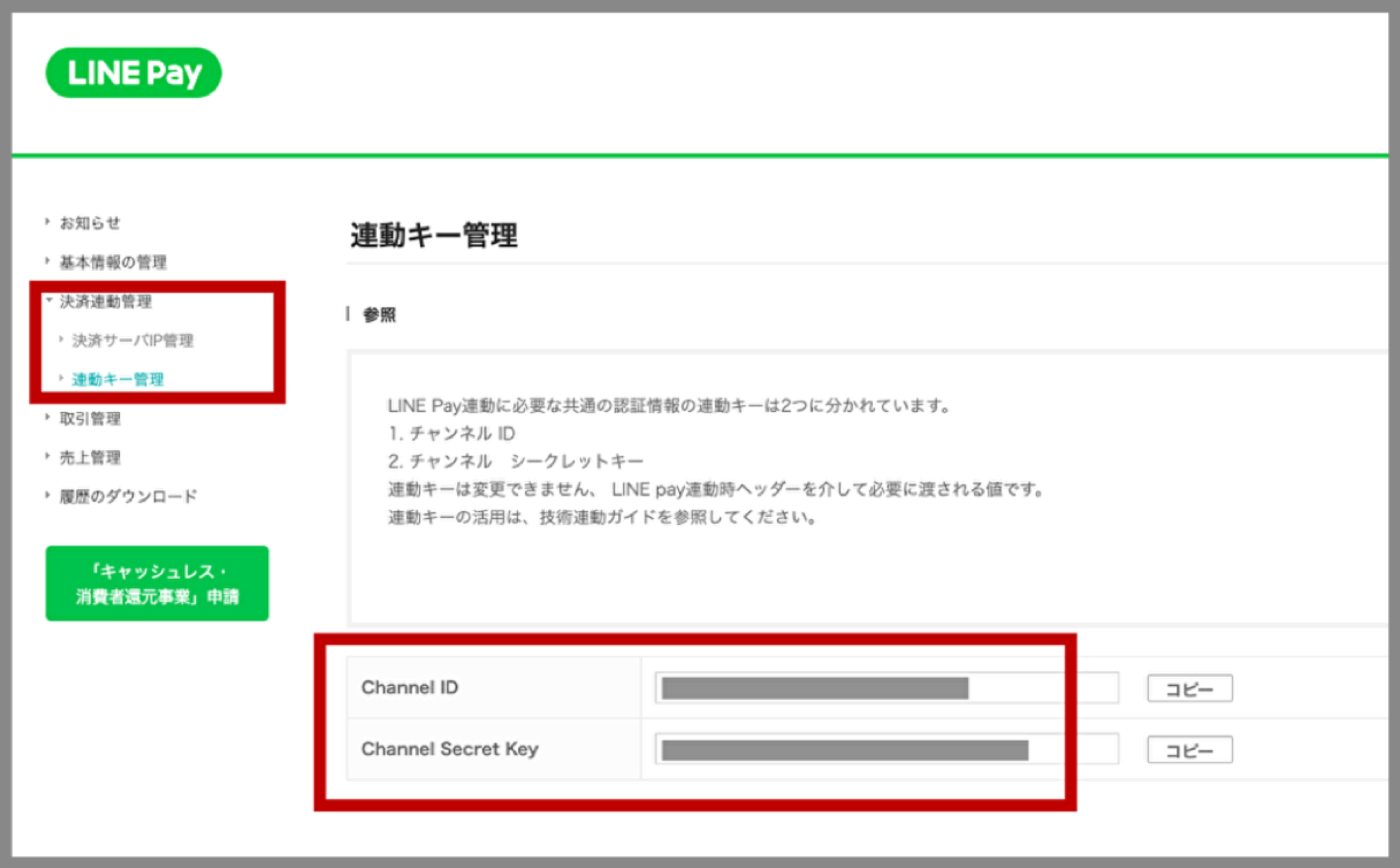 LINE Pay
お知らせ
基本情報の管理
決済連動管理
決済サーバIP管理
連動キー管理
取引管理
売上管理
履歴のダウンロード
「キャッシュレス・
消費者還元事業」申請
連動キー管理
参照
LINE Pay連動に必要な共通の認証情報の連動キーは2つに分かれています。
1. チャンネル ID
2. チャンネル　シークレットキー
連動キーは変更できません、 LINE pay連動時ヘッダーを介して必要に渡される値です。
連動キーの活用は、技術連動ガイドを参照してください。
Channel ID
コピー
Channel Secret Key
コピー